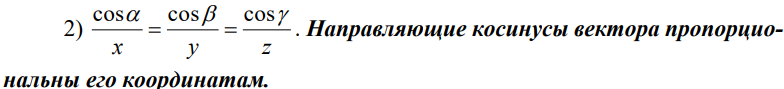 2) cosα/x = cosβ/y = cosγ/z . Направляющие косинусы вектора пропорцио-
нальны его координатам.